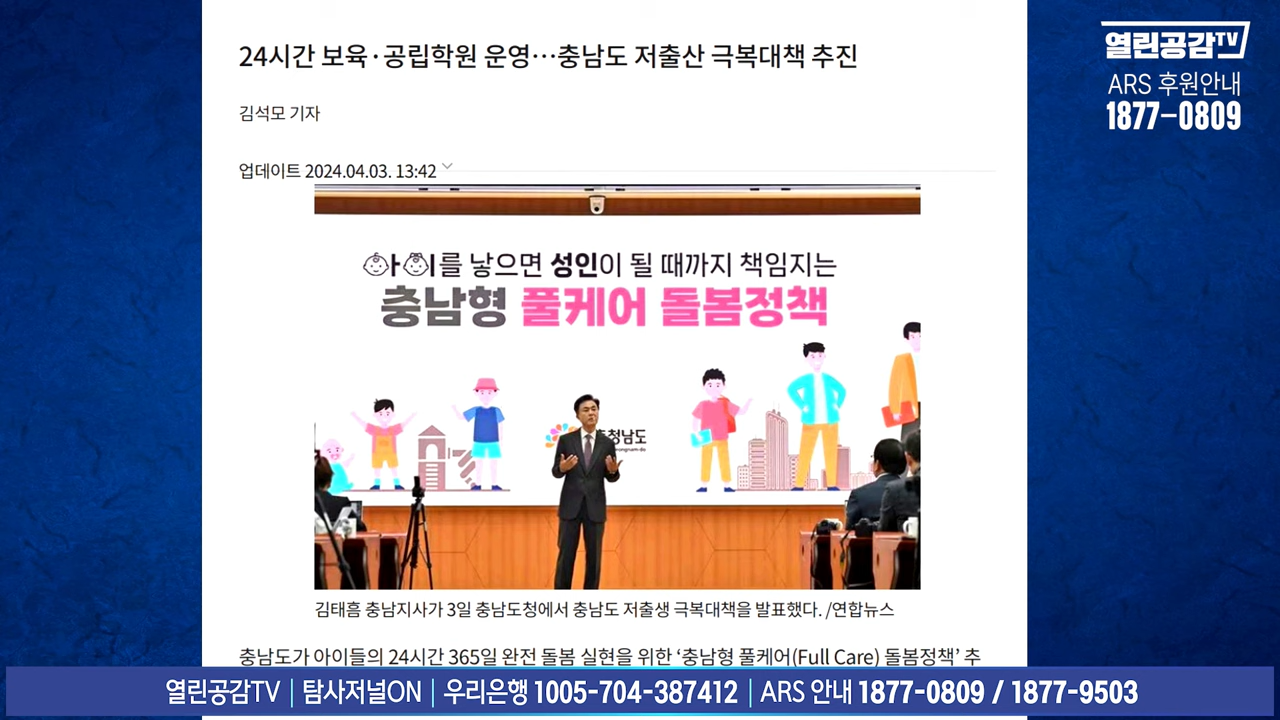 24시간 보육·공립학원 운영…충남도 저출산 극복대책 추진
열린공감TV
ARS 후원안내
1877-0809
김석모 기자
업데이트 2024.04.03. 13:42
아이를 낳으면 성인이 될 때까지 책임지는
충남형 풀케어 돌봄정책
충청남도
김태흠 충남지사가 3일 충남도청에서 충남도 저출생 극복대책을 발표했다. /연합뉴스
충남도가 아이들의 24시간 365일 완전 돌봄 실현을 위한 ‘충남형 풀케어(Full Care) 돌봄정책’ 추
열린공감TV | 탐사저널ON | 우리은행 1005-704-387412 | ARS 안내 1877-0809 / 1877-9503